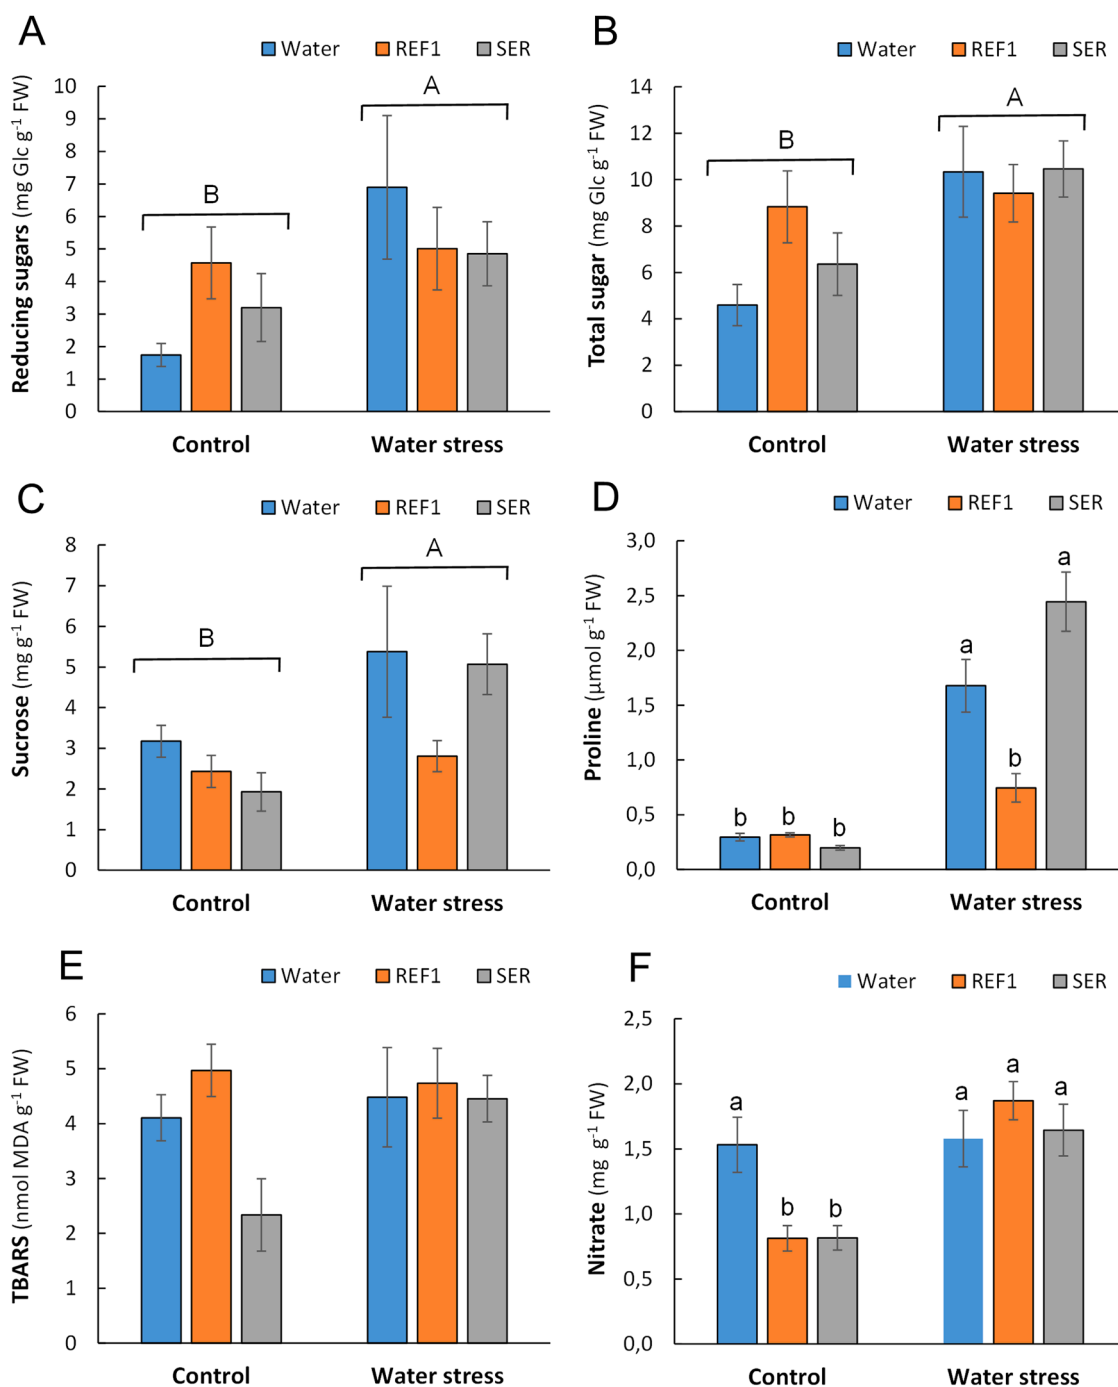 A
Water REF1 SER
Reducing sugars (mg Glc g⁻¹ FW)
10
9
8
7
6
5
4
3
2
1
0
B
A
Control Water stress
B
Water REF1 SER
Total sugar (mg Glc g⁻¹ FW)
14
12
10
8
6
4
2
0
B
A
Control Water stress
C
Water REF1 SER
Sucrose (mg g⁻¹ FW)
8
7
6
5
4
3
2
1
0
B
A
Control Water stress
D
Water REF1 SER
Proline (µmol g⁻¹ FW)
3,0
2,5
2,0
1,5
1,0
0,5
0,0
b b b a b a
Control Water stress
E
Water REF1 SER
TBARS (nmol MDA g⁻¹ FW)
6
5
4
3
2
1
0
Control Water stress
F
Water REF1 SER
Nitrate (mg g⁻¹ FW)
2,5
2,0
1,5
1,0
0,5
0,0
a b b a a a
Control Water stress